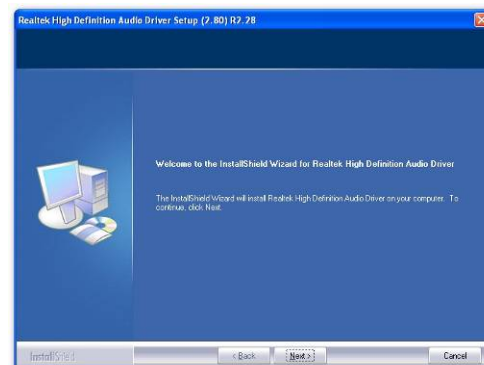 Realtek High Definition Audio Driver Setup (2.80) R2.28
Welcome to the InstallShield Wizard for Realtek High Definition Audio Driver
The InstallShield Wizard will install Realtek High Definition Audio Driver on your computer. To
continue, click Next.
InstallShield
< Back
Next >
Cancel